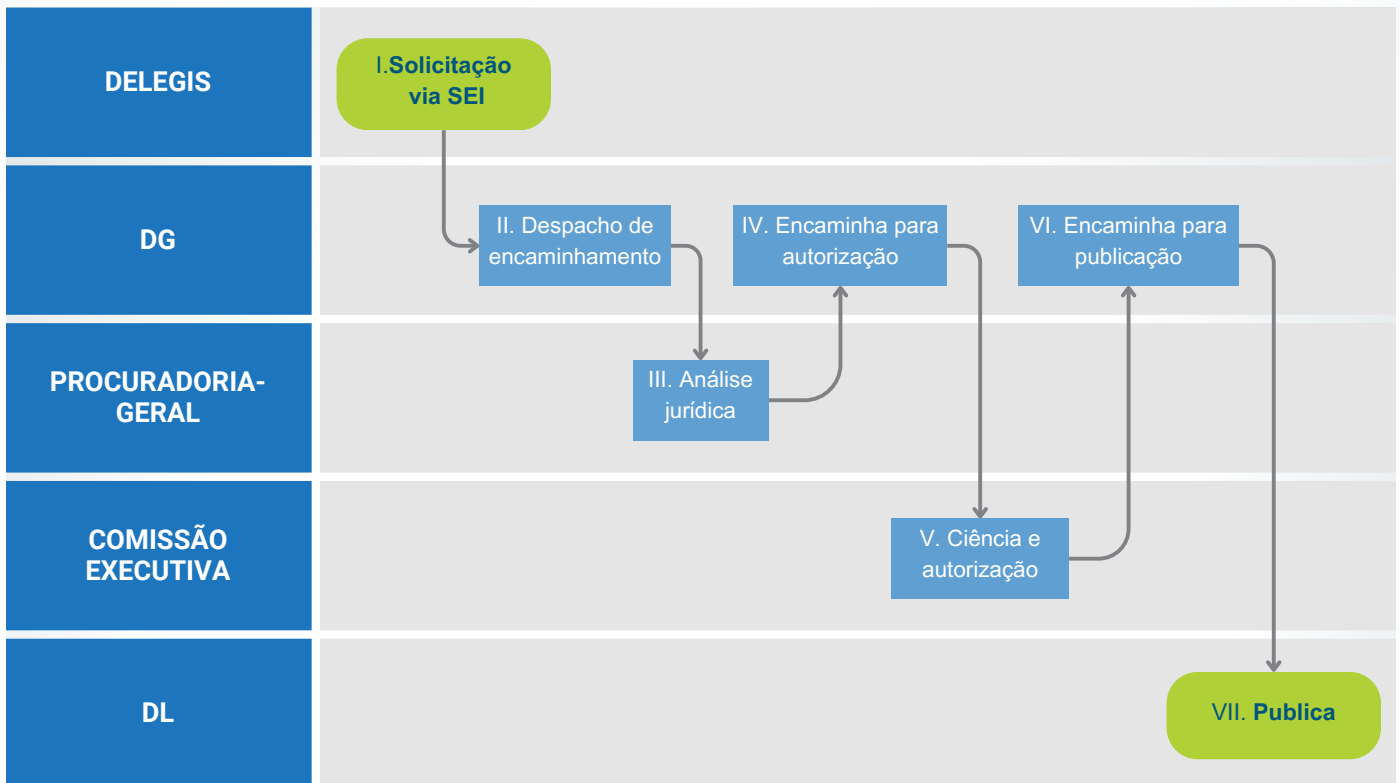 DELEGIS
I.Solicitação
via SEI
DG
II. Despacho de
encaminhamento
IV. Encaminha para
autorização
VI. Encaminha para
publicação
PROCURADORIA-
GERAL
III. Análise
jurídica
COMISSÃO
EXECUTIVA
V. Ciência e
autorização
DL
VII. Publica